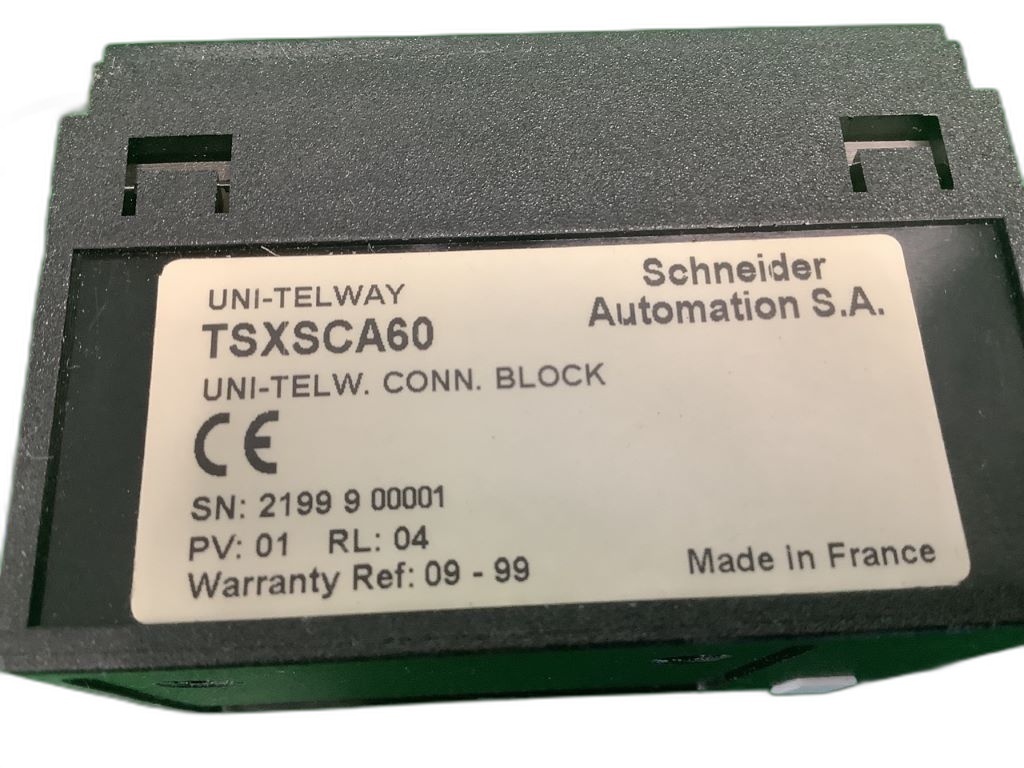 UNI-TELWAY
TSXSCA60
UNI-TELW. CONN. BLOCK
Schneider
Automation S.A.
CE
SN: 2199 9 00001
PV: 01 RL: 04
Warranty Ref: 09 - 99
Made in France